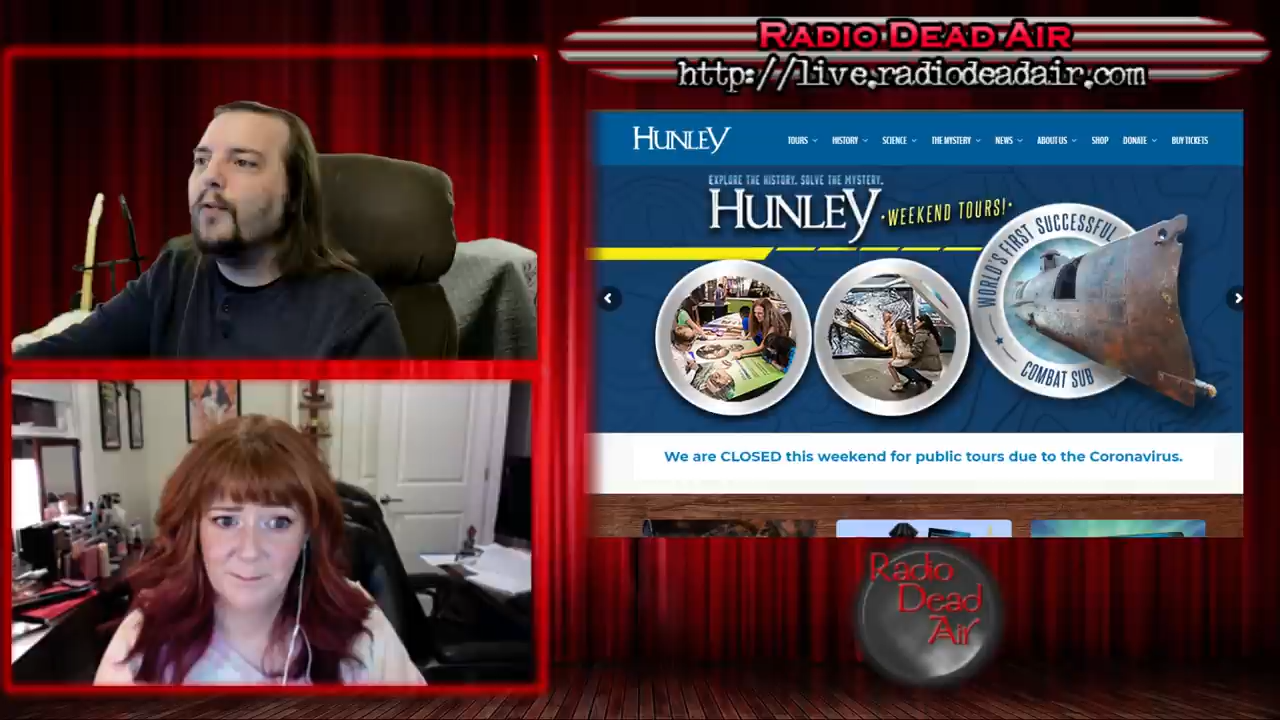 RADIO DEAD AIR
http://live.radiodeadair.com
HUNLEY
TOURS
HISTORY
SCIENCE
THE MYSTERY
NEWS
ABOUT US
SHOP
DONATE
BUY TICKETS
EXPLORE THE HISTORY. SOLVE THE MYSTERY.
HUNLEY
•WEEKEND TOURS!•
WORLD'S FIRST SUCCESSFUL
COMBAT SUB
We are CLOSED this weekend for public tours due to the Coronavirus.
Radio
Dead
Air